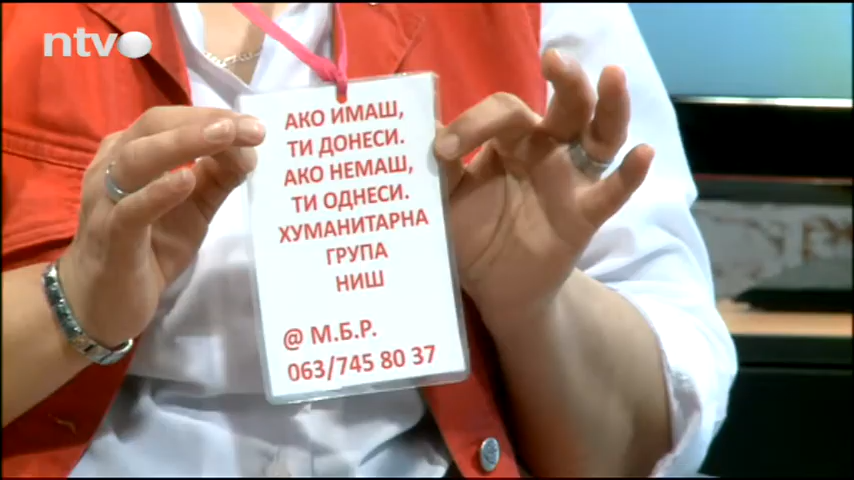 ntv
АКО ИМАШ,
ТИ ДОНЕСИ.
АКО НЕМАШ,
ТИ ОДНЕСИ.
ХУМАНИТАРНА
ГРУПА
НИШ
@ М.Б.Р.
063/745 80 37